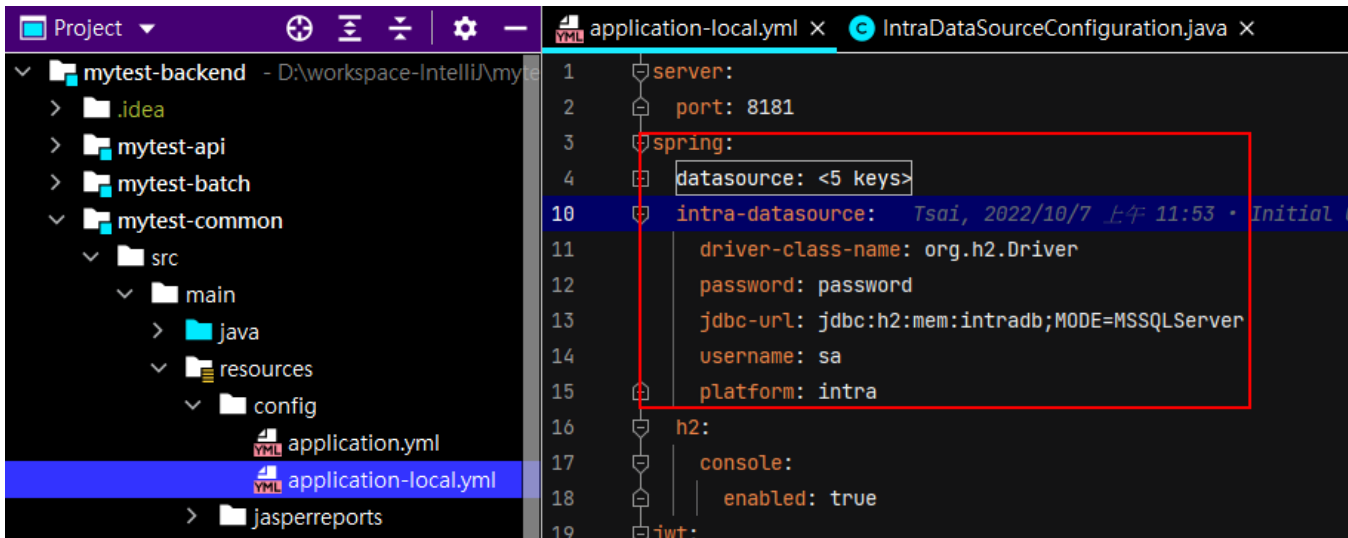 Project
mytest-backend - D:\workspace-IntelliJ\myte
.idea
mytest-api
mytest-batch
mytest-common
src
main
java
resources
config
YML application.yml
YML application-local.yml
jasperreports
YML application-local.yml × C IntraDataSourceConfiguration.java ×
1 server:
2 port: 8181
3 spring:
4 datasource: <5 keys>
10 intra-datasource: Tsai, 2022/10/7 上午 11:53 • Initial
11 driver-class-name: org.h2.Driver
12 password: password
13 jdbc-url: jdbc:h2:mem:intradb;MODE=MSSQLServer
14 username: sa
15 platform: intra
16 h2:
17 console:
18 enabled: true
19 jwt: